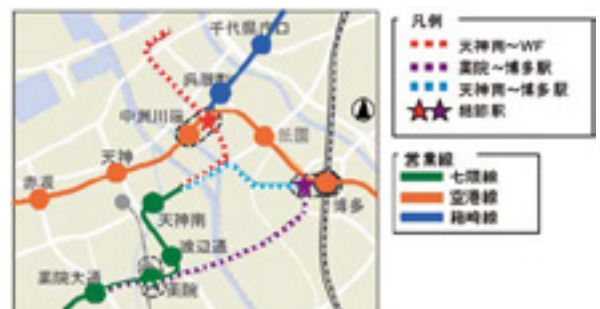 千代県庁口
呉服町
中洲川端
祇園
天神
赤坂
博多
天神南
渡辺通
薬院大通
薬院
凡例
天神南～WF
薬院～博多駅
天神南～博多駅
結節駅
営業線
七隈線
空港線
箱崎線